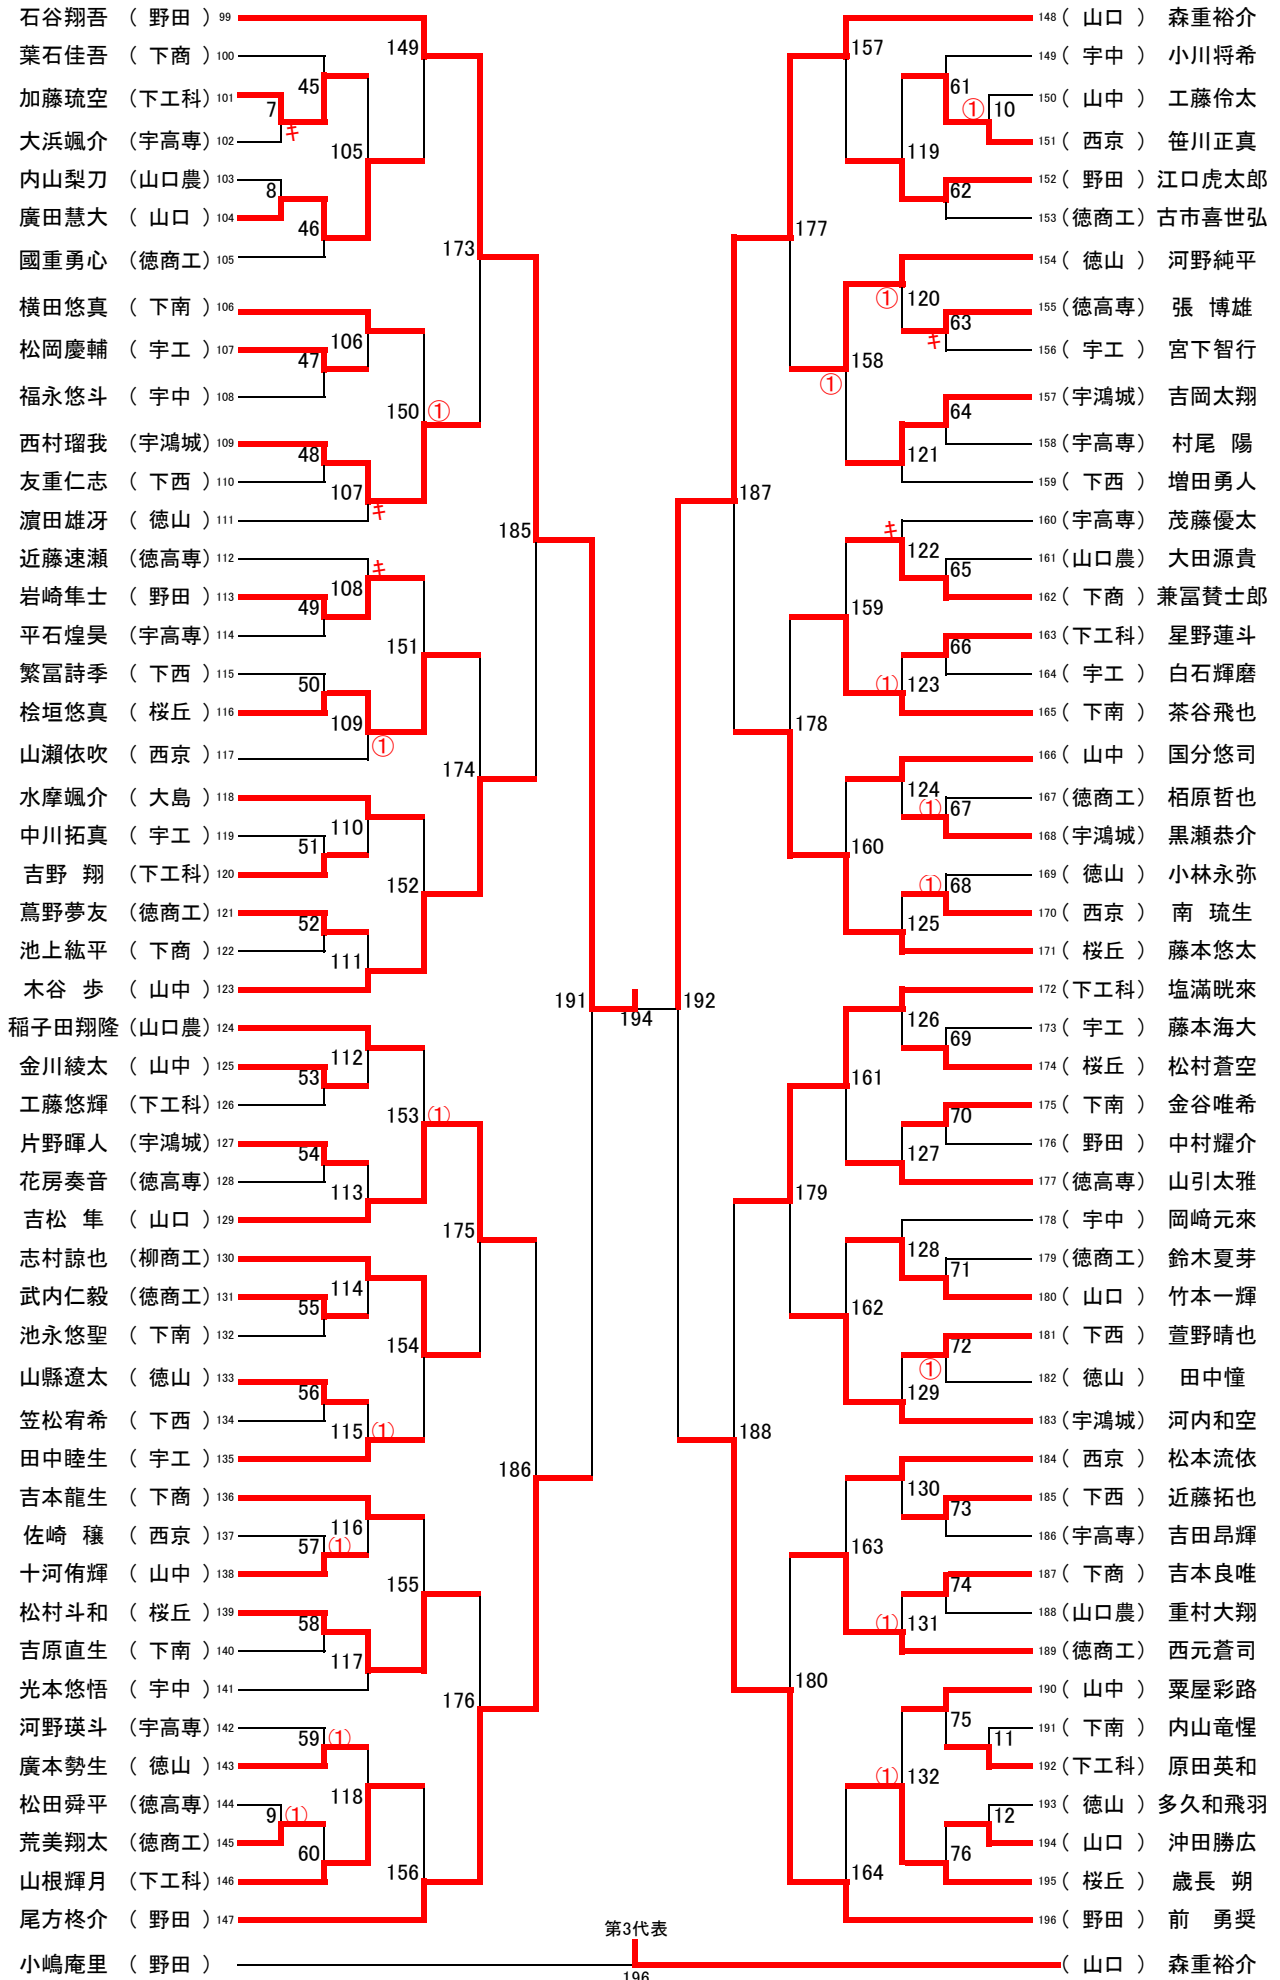 石谷翔吾 ( 野田 ) 99
葉石佳吾 ( 下商 ) 100
加藤琉空 (下工科) 101
大浜颯介 (宇高専) 102
内山梨刀 (山口農) 103
廣田慧大 ( 山口 ) 104
國重勇心 (徳商工) 105
横田悠真 ( 下南 ) 106
松岡慶輔 ( 宇工 ) 107
福永悠斗 ( 宇中 ) 108
西村瑠我 (宇鴻城) 109
友重仁志 ( 下西 ) 110
濵田雄冴 ( 徳山 ) 111
近藤速瀬 (徳高専) 112
岩崎隼士 ( 野田 ) 113
平石煌昊 (宇高専) 114
繁冨詩季 ( 下西 ) 115
桧垣悠真 ( 桜丘 ) 116
山瀬依吹 ( 西京 ) 117
水摩颯介 ( 大島 ) 118
中川拓真 ( 宇工 ) 119
吉野 翔 (下工科) 120
蔦野夢友 (徳商工) 121
池上紘平 ( 下商 ) 122
木谷 歩 ( 山中 ) 123
稲子田翔隆 (山口農) 124
金川綾太 ( 山中 ) 125
工藤悠輝 (下工科) 126
片野暉人 (宇鴻城) 127
花房奏音 (徳高専) 128
吉松 隼 ( 山口 ) 129
志村諒也 (柳商工) 130
武内仁毅 (徳商工) 131
池永悠聖 ( 下南 ) 132
山縣遼太 ( 徳山 ) 133
笠松宥希 ( 下西 ) 134
田中睦生 ( 宇工 ) 135
吉本龍生 ( 下商 ) 136
佐崎 穣 ( 西京 ) 137
十河侑輝 ( 山中 ) 138
松村斗和 ( 桜丘 ) 139
吉原直生 ( 下南 ) 140
光本悠悟 ( 宇中 ) 141
河野瑛斗 (宇高専) 142
廣本勢生 ( 徳山 ) 143
松田舜平 (徳高専) 144
荒美翔太 (徳商工) 145
山根輝月 (下工科) 146
尾方柊介 ( 野田 ) 147
7 キ
8
9 ①
45
46
47
48
49
50
51
52
53
54
55
56
57 ①
58
59 ①
60
105
106
107 キ
108 キ
109 ①
110
111
112
113
114
115 ①
116
117
118
149
150 ①
151
152
153 ①
154
155
156
173
174
175
176
185
186
191
194
192
187
188
177
178
179
180
157
158 ①
159
160
161
162
163
164
119
120 ①
121
122 キ
123 ①
124
125
126
127
128
129
130
131 ①
132 ①
61
62
63 キ
64
65
66
67 ①
68 ①
69
70
71
72 ①
73
74
75
76
10 ①
11
12
148 ( 山口 ) 森重裕介
149 ( 宇中 ) 小川将希
150 ( 山中 ) 工藤伶太
151 ( 西京 ) 笹川正真
152 ( 野田 ) 江口虎太郎
153 (徳商工) 古市喜世弘
154 ( 徳山 ) 河野純平
155 (徳高専) 張 博雄
156 ( 宇工 ) 宮下智行
157 (宇鴻城) 吉岡太翔
158 (宇高専) 村尾 陽
159 ( 下西 ) 増田勇人
160 (宇高専) 茂藤優太
161 (山口農) 大田源貴
162 ( 下商 ) 兼冨賛士郎
163 (下工科) 星野蓮斗
164 ( 宇工 ) 白石輝磨
165 ( 下南 ) 茶谷飛也
166 ( 山中 ) 国分悠司
167 (徳商工) 栢原哲也
168 (宇鴻城) 黒瀬恭介
169 ( 徳山 ) 小林永弥
170 ( 西京 ) 南 琉生
171 ( 桜丘 ) 藤本悠太
172 (下工科) 塩満晄來
173 ( 宇工 ) 藤本海大
174 ( 桜丘 ) 松村蒼空
175 ( 下南 ) 金谷唯希
176 ( 野田 ) 中村耀介
177 (徳高専) 山引太雅
178 ( 宇中 ) 岡﨑元來
179 (徳商工) 鈴木夏芽
180 ( 山口 ) 竹本一輝
181 ( 下西 ) 萱野晴也
182 ( 徳山 ) 田中憧
183 (宇鴻城) 河内和空
184 ( 西京 ) 松本流依
185 ( 下西 ) 近藤拓也
186 (宇高専) 吉田昂輝
187 ( 下商 ) 吉本良唯
188 (山口農) 重村大翔
189 (徳商工) 西元蒼司
190 ( 山中 ) 粟屋彩路
191 ( 下南 ) 内山竜惺
192 (下工科) 原田英和
193 ( 徳山 ) 多久和飛羽
194 ( 山口 ) 沖田勝広
195 ( 桜丘 ) 歳長 朔
196 ( 野田 ) 前 勇奨
第3代表
小嶋庵里 ( 野田 )
196
( 山口 ) 森重裕介